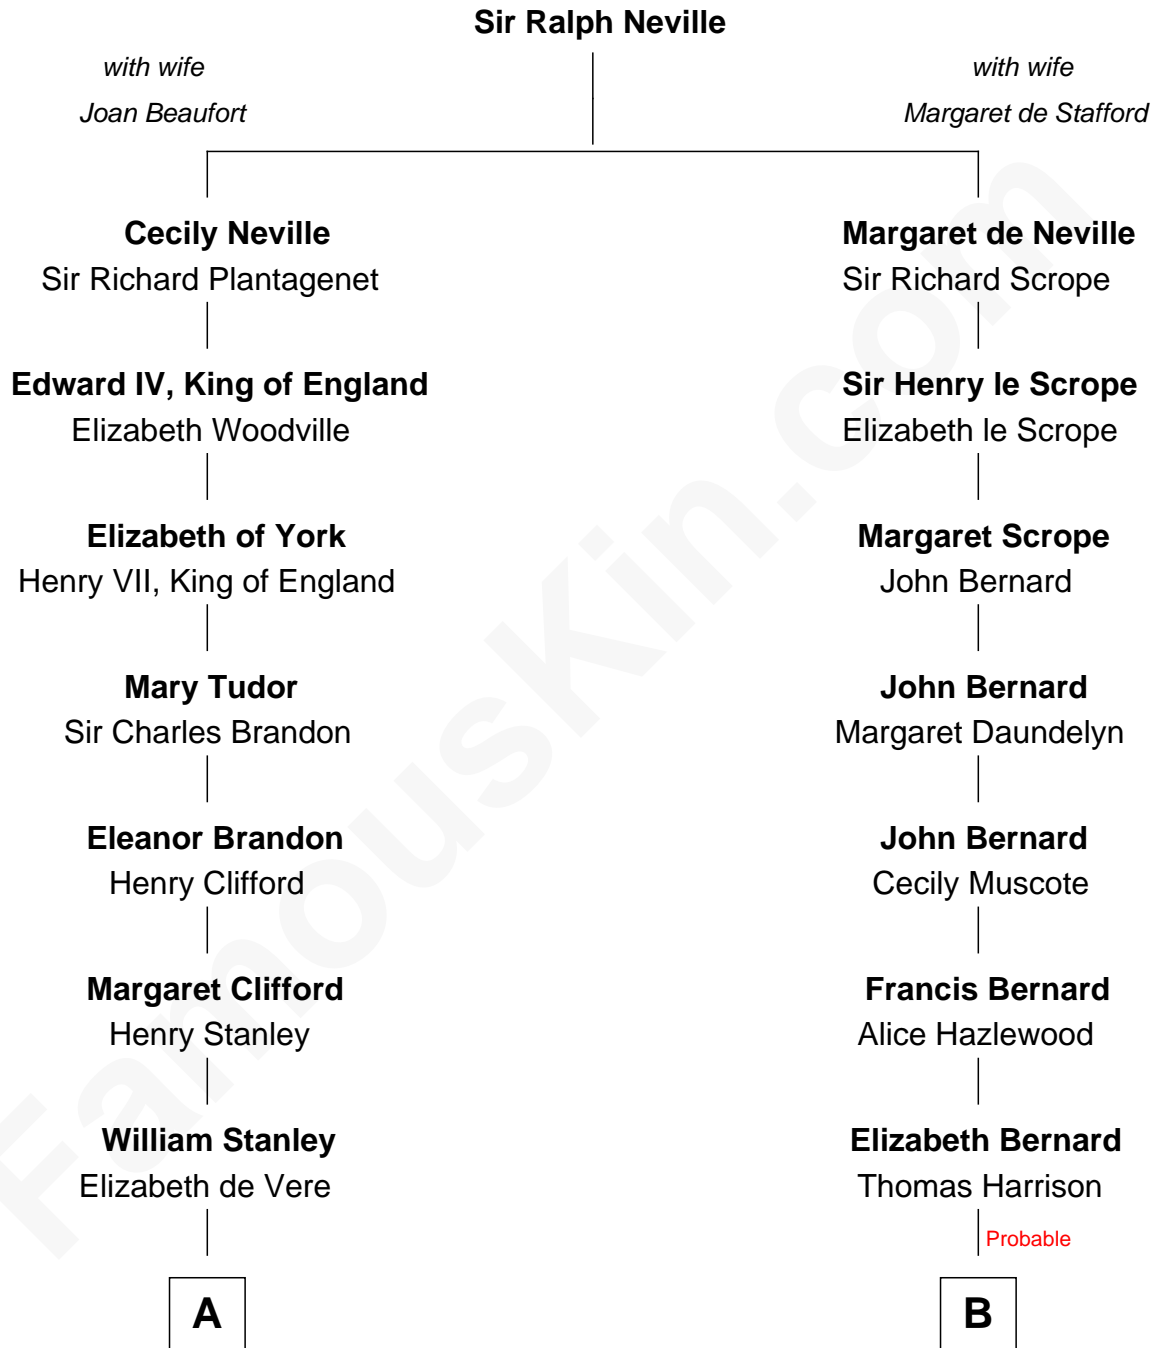 Sir Ralph Neville
with wife
Joan Beaufort
with wife
Margaret de Stafford
Cecily Neville
Sir Richard Plantagenet
Margaret de Neville
Sir Richard Scrope
Edward IV, King of England
Elizabeth Woodville
Sir Henry le Scrope
Elizabeth le Scrope
Elizabeth of York
Henry VII, King of England
Margaret Scrope
John Bernard
Mary Tudor
Sir Charles Brandon
John Bernard
Margaret Daundelyn
Eleanor Brandon
Henry Clifford
John Bernard
Cecily Muscote
Margaret Clifford
Henry Stanley
Francis Bernard
Alice Hazlewood
William Stanley
Elizabeth de Vere
Elizabeth Bernard
Thomas Harrison
Probable
A
B
FamousKin.com